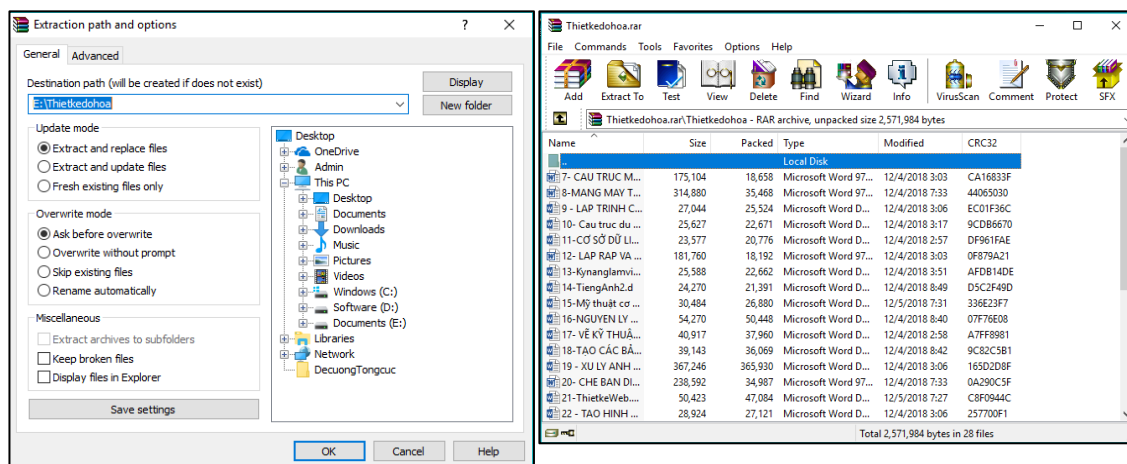 Extraction path and options
?
General Advanced
Destination path (will be created if does not exist)
Display
E:\Thietkedohoa
New folder
Update mode
Extract and replace files
Extract and update files
Fresh existing files only
Overwrite mode
Ask before overwrite
Overwrite without prompt
Skip existing files
Rename automatically
Miscellaneous
Extract archives to subfolders
Keep broken files
Display files in Explorer
Save settings
Desktop
OneDrive
Admin
This PC
Desktop
Documents
Downloads
Music
Pictures
Videos
Windows (C:)
Software (D:)
Documents (E:)
Libraries
Network
DecuongTongcuc
OK Cancel Help
Thietkedohoa.rar
File Commands Tools Favorites Options Help
Add Extract To Test View Delete Find Wizard Info VirusScan Comment Protect SFX
Thietkedohoa.rar\Thietkedohoa - RAR archive, unpacked size 2,571,984 bytes
Name Size Packed Type Modified CRC32
.. Local Disk
7- CAU TRUC M... 175,104 18,658 Microsoft Word 97... 12/4/2018 3:03 CA16833F
8-MANG MAY T... 314,880 35,468 Microsoft Word 97... 12/4/2018 7:33 44065030
9 - LAP TRINH C... 27,044 25,524 Microsoft Word D... 12/4/2018 3:06 EC01F36C
10- Cau truc du ... 25,627 22,671 Microsoft Word D... 12/4/2018 3:17 9CDB6670
11-CƠ SỞ DỮ LI... 23,577 20,776 Microsoft Word D... 12/4/2018 2:57 DF961FAE
12- LAP RAP VA ... 181,760 18,192 Microsoft Word 97... 12/4/2018 3:03 0F879A21
13-Kynanglamvi... 25,588 22,662 Microsoft Word D... 12/4/2018 3:51 AFDB14DE
14-TiengAnh2.d 24,270 21,391 Microsoft Word D... 12/4/2018 8:49 D5C2F49D
15-Mỹ thuật cơ ... 30,484 26,880 Microsoft Word D... 12/5/2018 7:31 336E23F7
16-NGUYEN LY ... 54,270 50,448 Microsoft Word D... 12/4/2018 8:40 07F76E08
17- VẼ KỸ THUẬ... 40,917 37,960 Microsoft Word D... 12/4/2018 2:58 A7FF8981
18-TẠO CÁC BẢ... 39,143 36,069 Microsoft Word D... 12/4/2018 8:42 9C82C5B1
19 - XU LY ANH ... 367,246 365,930 Microsoft Word D... 12/4/2018 3:06 165D2D8F
20- CHE BAN DI... 238,592 34,987 Microsoft Word 97... 12/4/2018 7:33 0A290C5F
21-ThietkeWeb.... 50,423 47,084 Microsoft Word D... 12/5/2018 7:27 C8F0944C
22 - TAO HINH ... 28,924 27,121 Microsoft Word D... 12/4/2018 3:06 257700F1
Total 2,571,984 bytes in 28 files